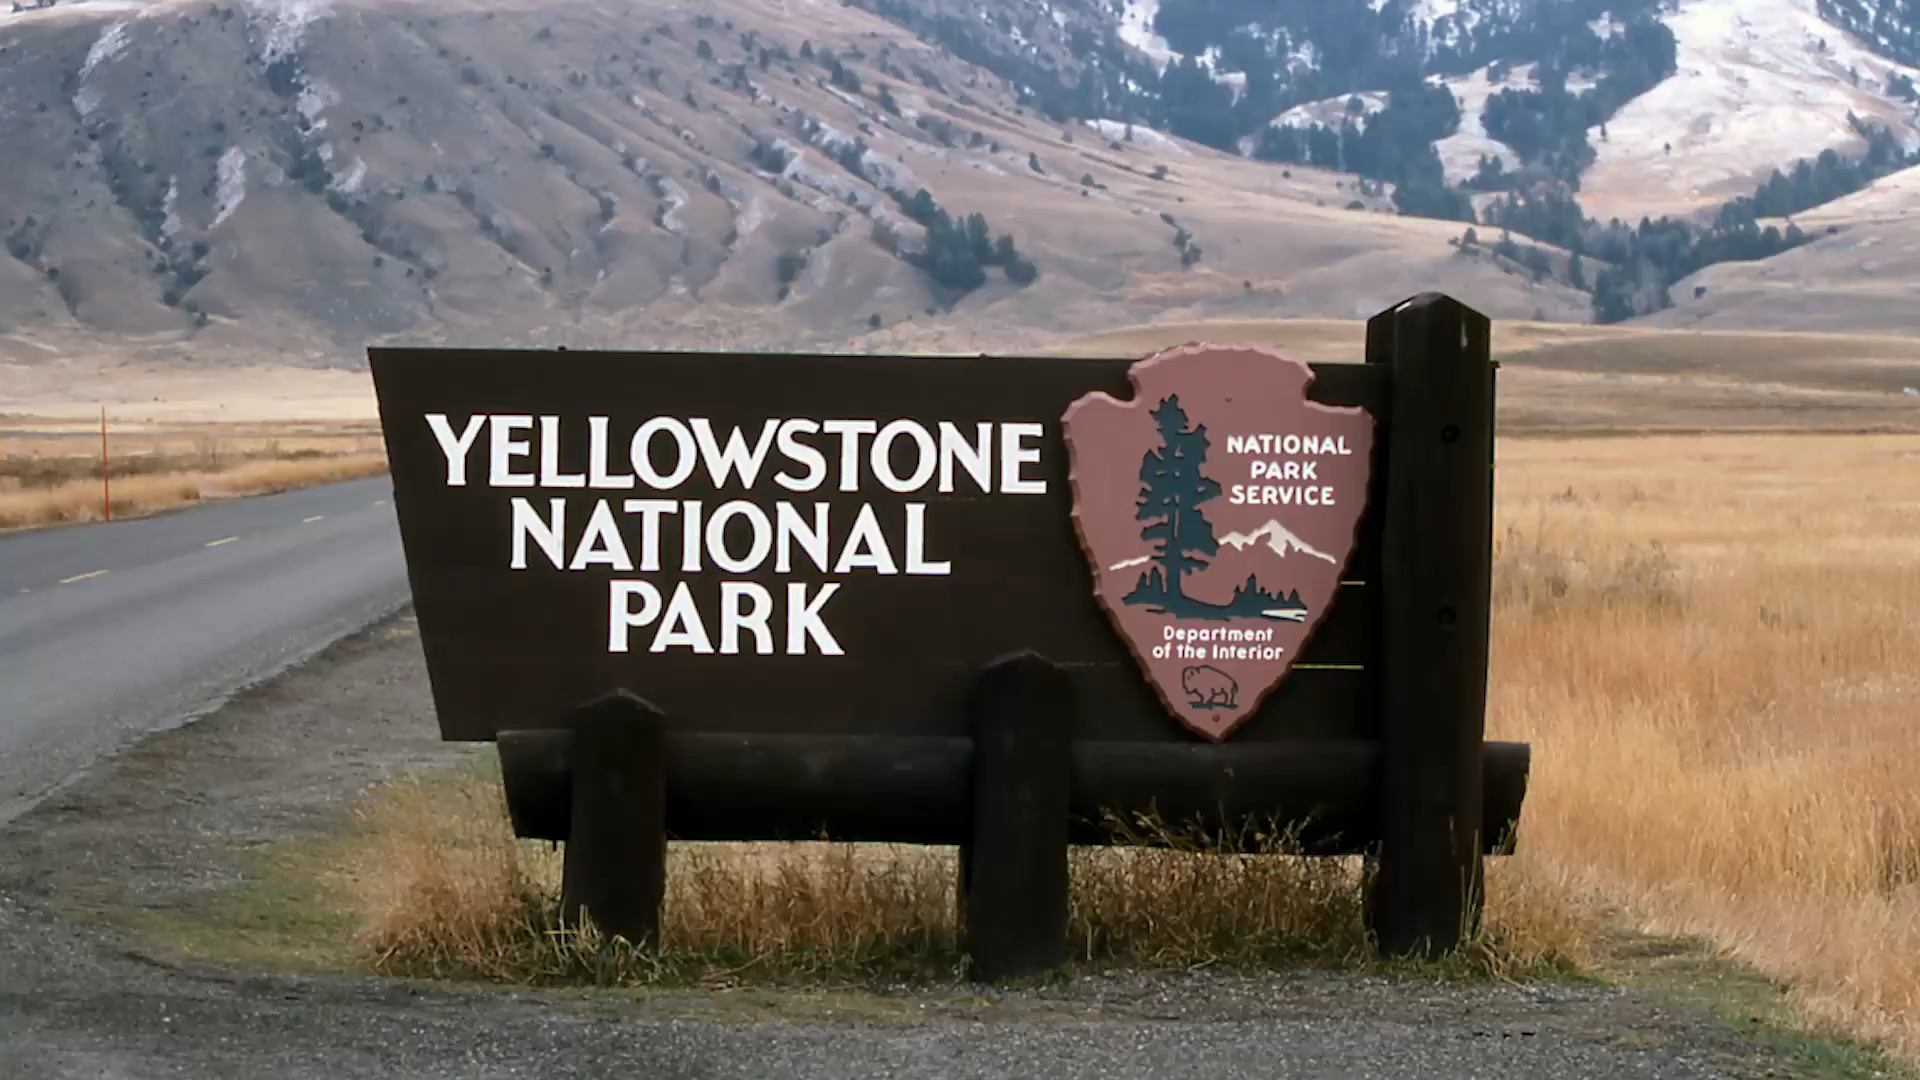 YELLOWSTONE
NATIONAL
PARK
NATIONAL
PARK
SERVICE
Department
of the Interior